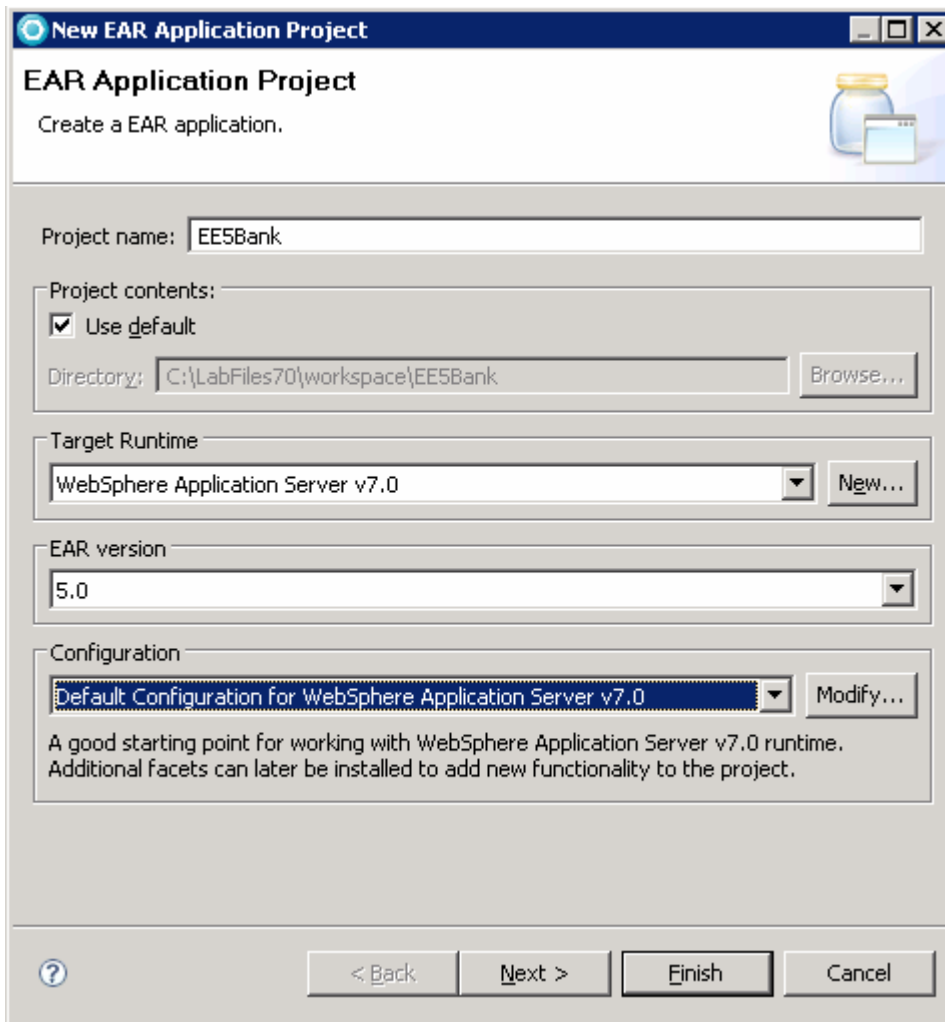 New EAR Application Project
EAR Application Project
Create a EAR application.
Project name: EE5Bank
Project contents:
Use default
Directory: C:\LabFiles70\workspace\EE5Bank Browse...
Target Runtime
WebSphere Application Server v7.0 New...
EAR version
5.0
Configuration
Default Configuration for WebSphere Application Server v7.0 Modify...
A good starting point for working with WebSphere Application Server v7.0 runtime.
Additional facets can later be installed to add new functionality to the project.
? < Back Next > Finish Cancel